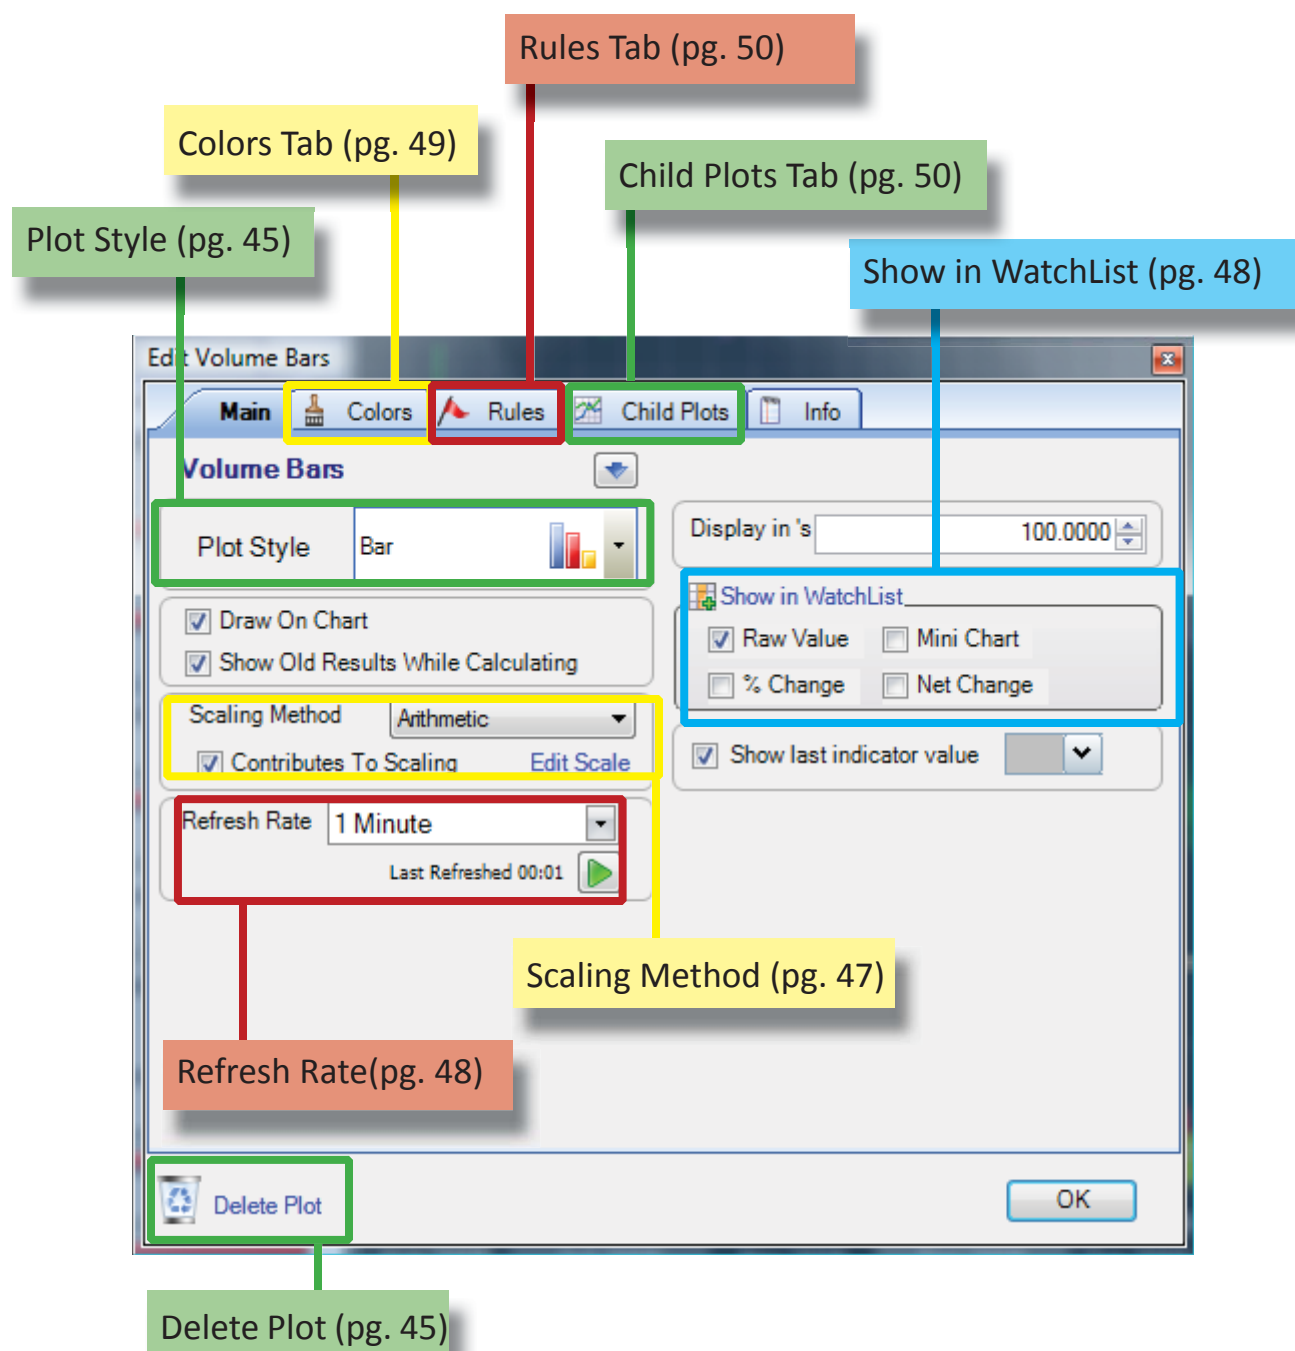 Rules Tab (pg. 50)
Colors Tab (pg. 49)
Child Plots Tab (pg. 50)
Plot Style (pg. 45)
Show in WatchList (pg. 48)
Edit Volume Bars
Main Colors Rules Child Plots Info
Volume Bars
Plot Style Bar
Display in 's 100.0000
Show in WatchList
Raw Value Mini Chart
% Change Net Change
Draw On Chart
Show Old Results While Calculating
Scaling Method Arithmetic
Contributes To Scaling Edit Scale
Show last indicator value
Refresh Rate 1 Minute
Last Refreshed 00:01
Scaling Method (pg. 47)
Refresh Rate(pg. 48)
Delete Plot
OK
Delete Plot (pg. 45)